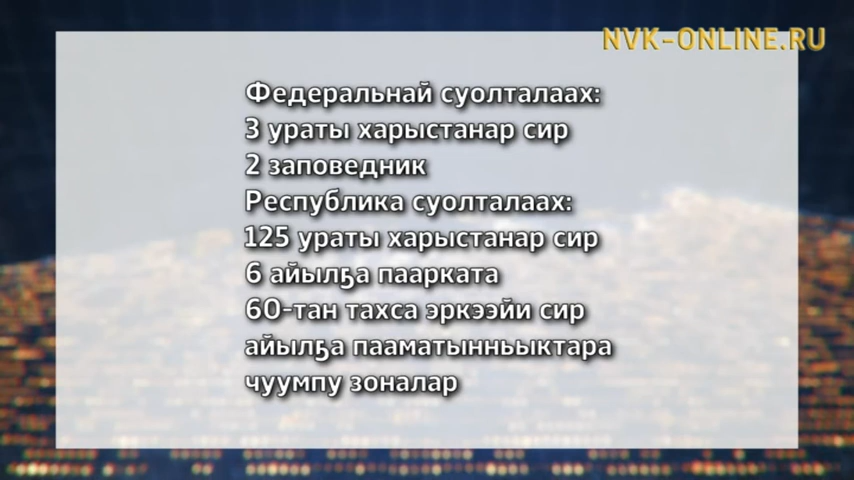 NVK-ONLINE.RU
Федеральнай суолталаах:
3 ураты харыстанар сир
2 заповедник
Республика суолталаах:
125 ураты харыстанар сир
6 айылҕа паарката
60-тан тахса эркээйи сир
айылҕа пааматынньыктара
чуумпу зоналар